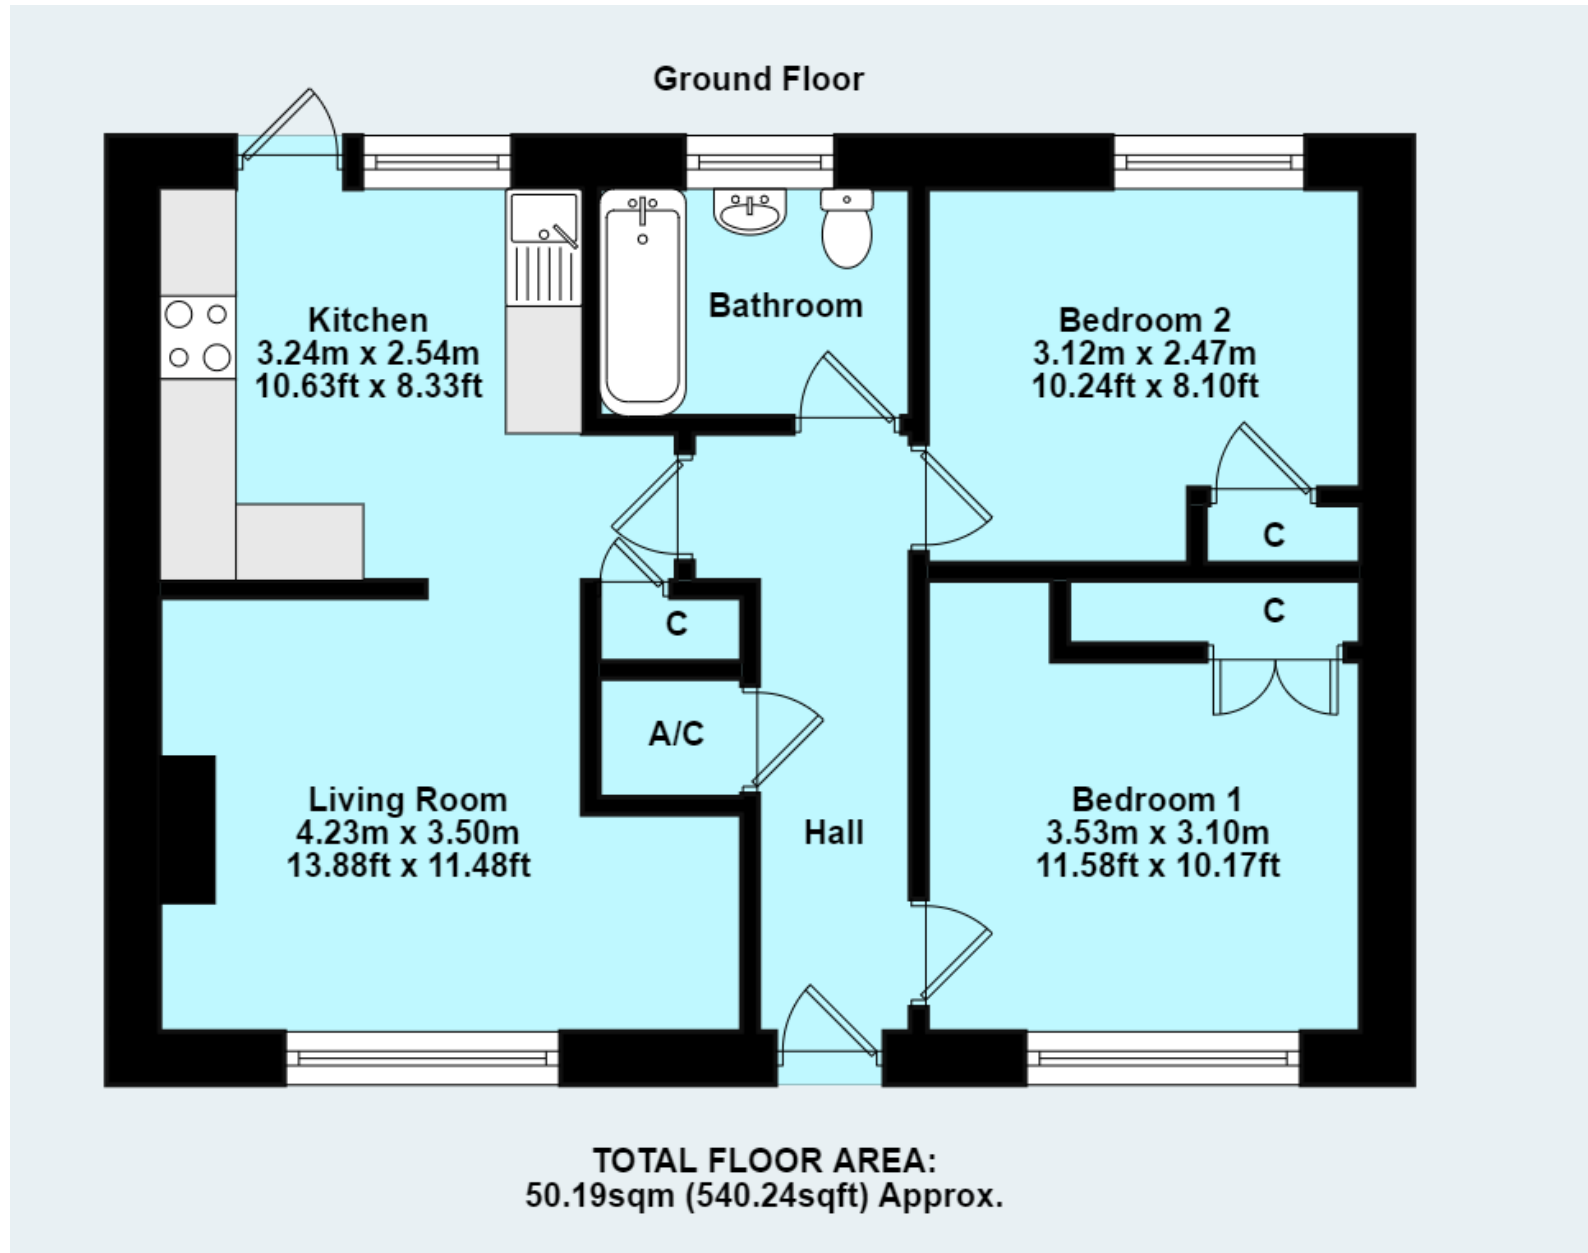 Ground Floor
Kitchen
3.24m x 2.54m
10.63ft x 8.33ft
Bathroom
Bedroom 2
3.12m x 2.47m
10.24ft x 8.10ft
C
C
C
A/C
Living Room
4.23m x 3.50m
13.88ft x 11.48ft
Hall
Bedroom 1
3.53m x 3.10m
11.58ft x 10.17ft
TOTAL FLOOR AREA:
50.19sqm (540.24sqft) Approx.